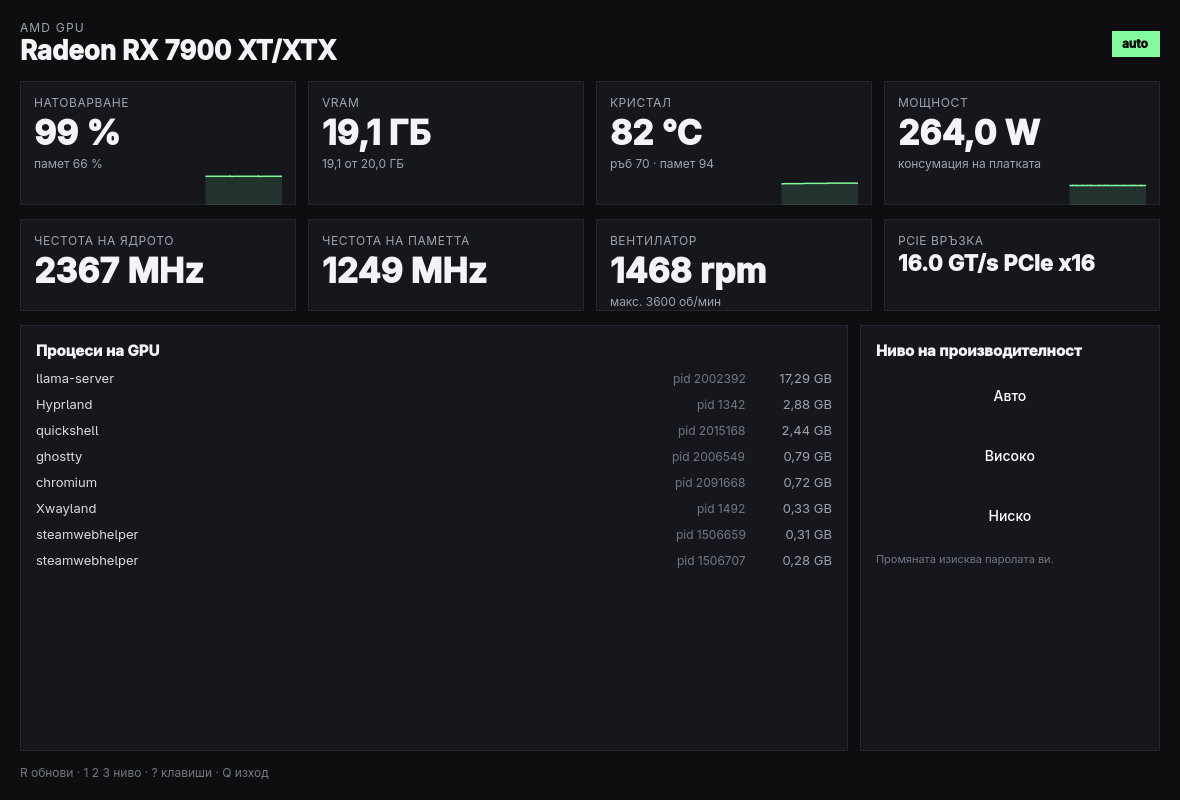 AMD GPU
Radeon RX 7900 XT/XTX
auto
НАТОВАРВАНЕ
99 %
памет 66 %
VRAM
19,1 ГБ
19,1 от 20,0 ГБ
КРИСТАЛ
82 °C
ръб 70 · памет 94
МОЩНОСТ
264,0 W
консумация на платката
ЧЕСТОТА НА ЯДРОТО
2367 MHz
ЧЕСТОТА НА ПАМЕТТА
1249 MHz
ВЕНТИЛАТОР
1468 rpm
макс. 3600 об/мин
PCIE ВРЪЗКА
16.0 GT/s PCIe x16
Процеси на GPU
llama-server pid 2002392 17,29 GB
Hyprland pid 1342 2,88 GB
quickshell pid 2015168 2,44 GB
ghostty pid 2006549 0,79 GB
chromium pid 2091668 0,72 GB
Xwayland pid 1492 0,33 GB
steamwebhelper pid 1506659 0,31 GB
steamwebhelper pid 1506707 0,28 GB
Ниво на производителност
Авто
Високо
Ниско
Промяната изисква паролата ви.
R обнови · 1 2 3 ниво · ? клавиши · Q изход